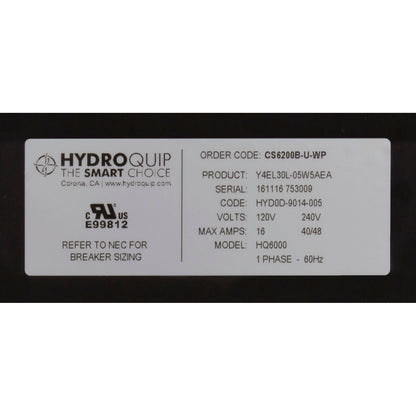 HYDROQUIP
THE SMART CHOICE
Corona, CA | www.hydroquip.com
C UL US
E99812
REFER TO NEC FOR
BREAKER SIZING
ORDER CODE: CS6200B-U-WP
PRODUCT: Y4EL30L-05W5AEA
SERIAL: 161116 753009
CODE: HYD0D-9014-005
VOLTS: 120V 240V
MAX AMPS: 16 40/48
MODEL: HQ6000
1 PHASE - 60Hz